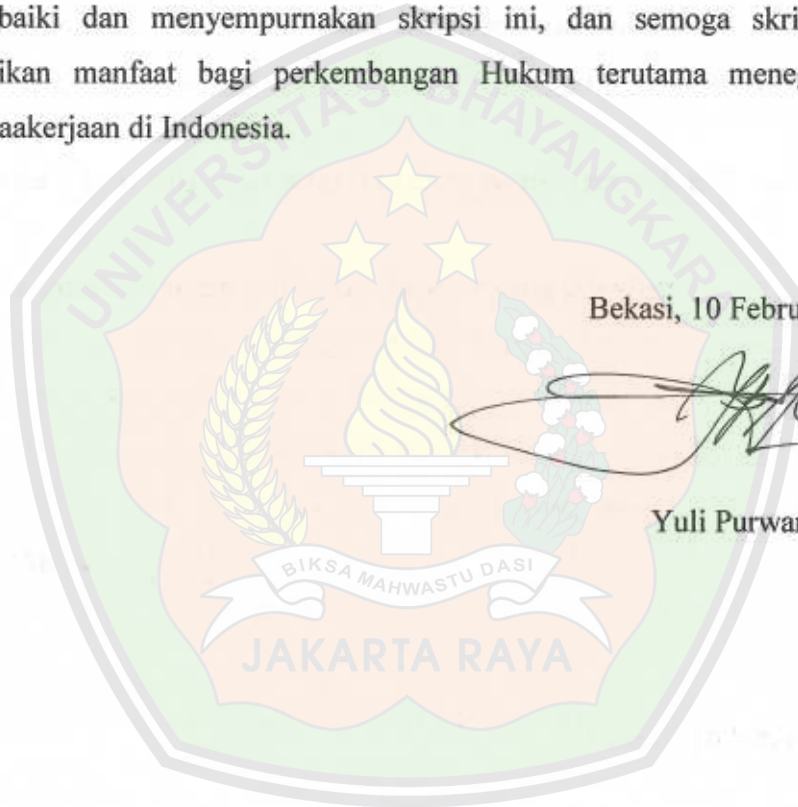 baiki dan menyempurnakan skripsi ini, dan semoga skri
ikan manfaat bagi perkembangan Hukum terutama mene
aakerjaan di Indonesia.
UNIVERSITAS BHAYANGKARA
Bekasi, 10 Febru
Yuli Purwa
BIKSA MAHWASTU DASI
JAKARTA RAYA